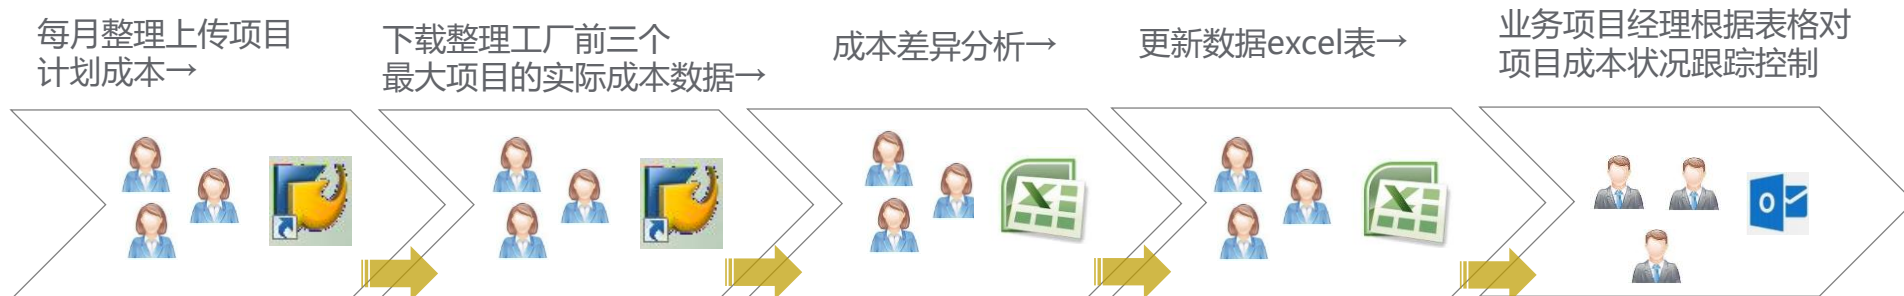 每月整理上传项目
计划成本→
下载整理工厂前三个
最大项目的实际成本数据→
成本差异分析→
更新数据excel表→
业务项目经理根据表格对
项目成本状况跟踪控制